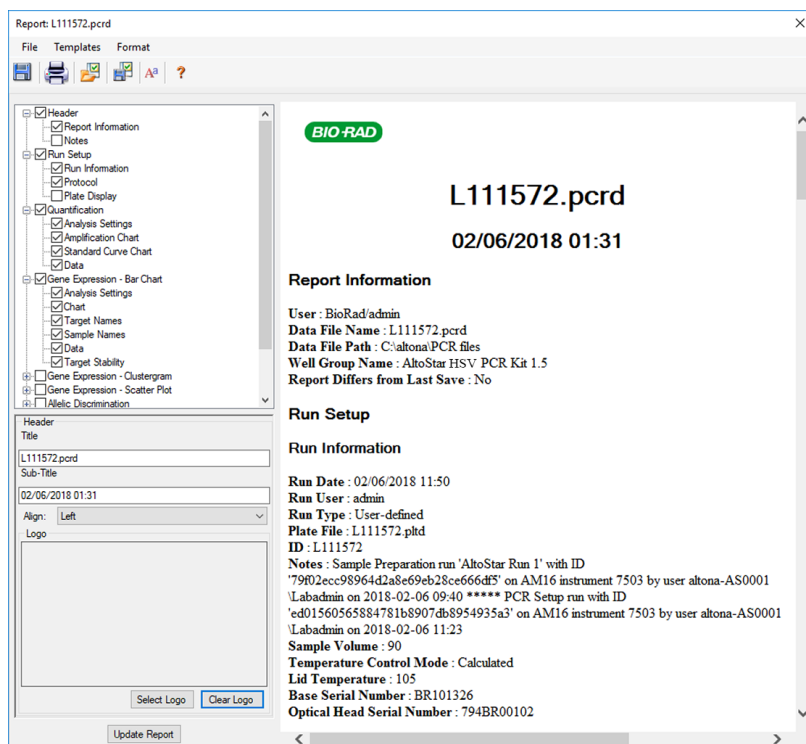 Report: L111572.pcrd
File Templates Format
Aa ?
Header
Report Information
Notes
Run Setup
Run Information
Protocol
Plate Display
Quantification
Analysis Settings
Amplification Chart
Standard Curve Chart
Data
Gene Expression - Bar Chart
Analysis Settings
Chart
Target Names
Sample Names
Data
Target Stability
Gene Expression - Clustergram
Gene Expression - Scatter Plot
Allelic Discrimination
Header
Title
L111572.pcrd
Sub-Title
02/06/2018 01:31
Align: Left
Logo
Select Logo Clear Logo
Update Report
BIO-RAD
L111572.pcrd
02/06/2018 01:31
Report Information
User : BioRad/admin
Data File Name : L111572.pcrd
Data File Path : C:\altona\PCR files
Well Group Name : AltoStar HSV PCR Kit 1.5
Report Differs from Last Save : No
Run Setup
Run Information
Run Date : 02/06/2018 11:50
Run User : admin
Run Type : User-defined
Plate File : L111572.pltd
ID : L111572
Notes : Sample Preparation run 'AltoStar Run 1' with ID
'79f02ecc98964d2a8e69eb28ce666df5' on AM16 instrument 7503 by user altona-AS0001
\Labadmin on 2018-02-06 09:40 ***** PCR Setup run with ID
'ed01560565884781b8907db8954935a3' on AM16 instrument 7503 by user altona-AS0001
\Labadmin on 2018-02-06 11:23
Sample Volume : 90
Temperature Control Mode : Calculated
Lid Temperature : 105
Base Serial Number : BR101326
Optical Head Serial Number : 794BR00102